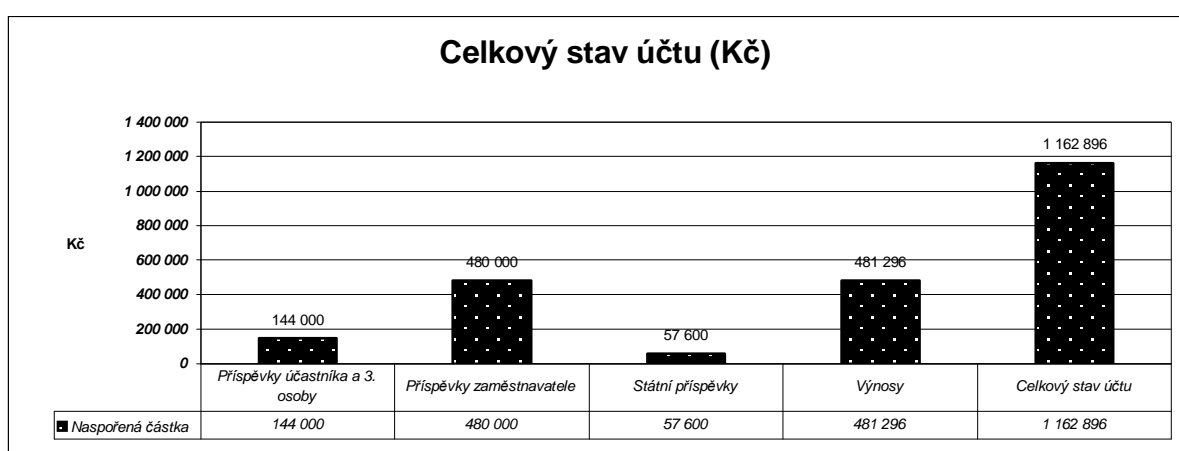 Celkový stav účtu (Kč)
1 400 000
1 200 000
1 000 000
800 000
600 000
400 000
200 000
0
Kč
144 000
480 000
57 600
481 296
1 162 896
Příspěvky účastníka a 3. osoby
Příspěvky zaměstnavatele
Státní příspěvky
Výnosy
Celkový stav účtu
Naspořená částka 144 000 480 000 57 600 481 296 1 162 896